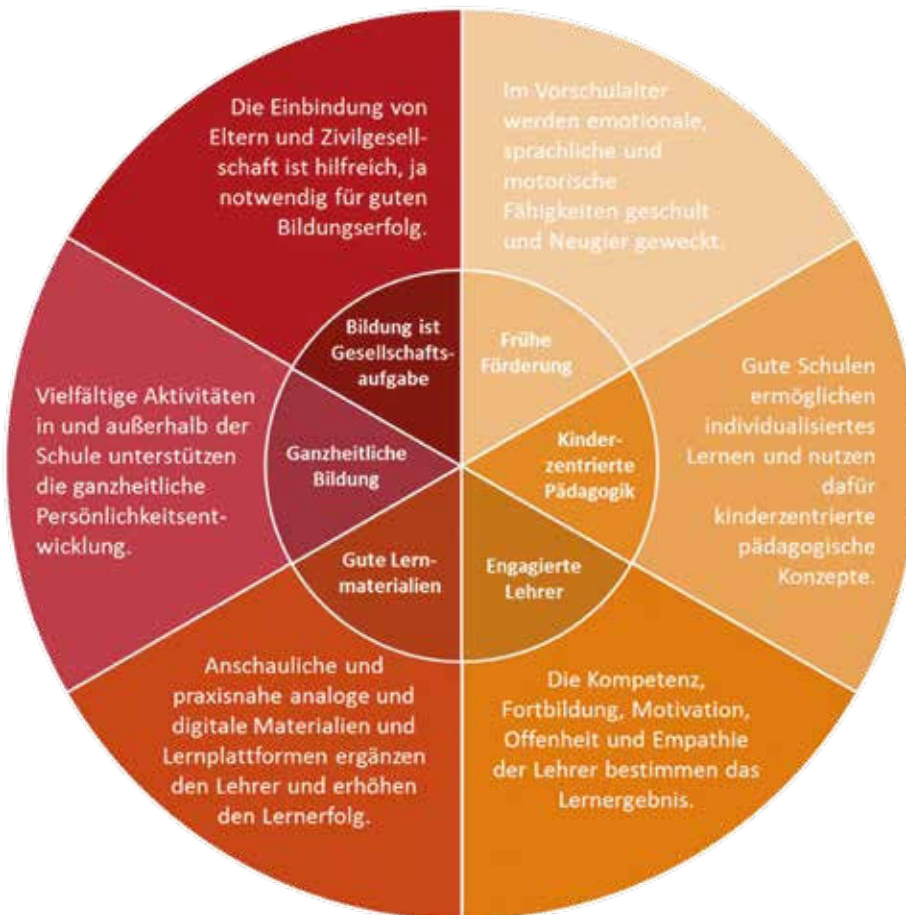 Die Einbindung von
Eltern und Zivilgesell-
schaft ist hilfreich, ja
notwendig für guten
Bildungserfolg.
Im Vorschulalter
werden emotionale,
sprachliche und
motorische
Fähigkeiten geschult
und Neugier geweckt.
Bildung ist
Gesellschafts-
aufgabe
Frühe
Förderung
Vielfältige Aktivitäten
in und außerhalb der
Schule unterstützen
die ganzheitliche
Persönlichkeitsent-
wicklung.
Ganzheitliche
Bildung
Kinder-
zentrierte
Pädagogik
Gute Schulen
ermöglichen
individualisiertes
Lernen und nutzen
dafür
kinderzentrierte
pädagogische
Konzepte.
Gute Lern-
materialien
Engagierte
Lehrer
Anschauliche und
praxisnahe analoge und
digitale Materialien und
Lernplattformen ergänzen
den Lehrer und erhöhen
den Lernerfolg.
Die Kompetenz,
Fortbildung, Motivation,
Offenheit und Empathie
der Lehrer bestimmen das
Lernergebnis.